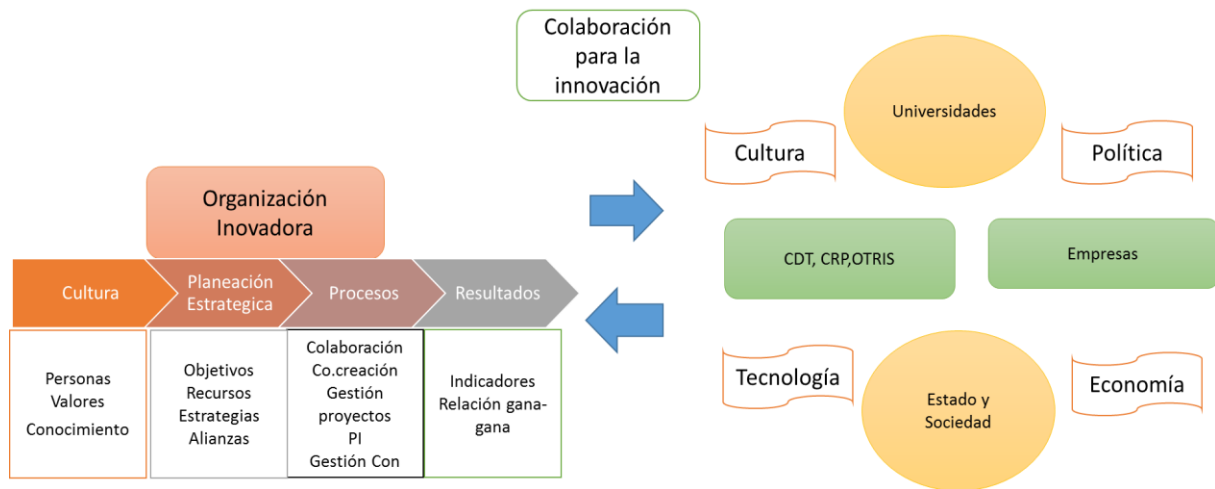 Colaboración
para la
innovación
Organización
Inovadora
Cultura
Planeación
Estrategica
Procesos
Resultados
Personas
Valores
Conocimiento
Objetivos
Recursos
Estrategias
Alianzas
Colaboración
Co.creación
Gestión
proyectos
PI
Gestión Con
Indicadores
Relación gana-
gana
Universidades
Cultura
Política
CDT, CRP,OTRIS
Empresas
Tecnología
Economía
Estado y
Sociedad